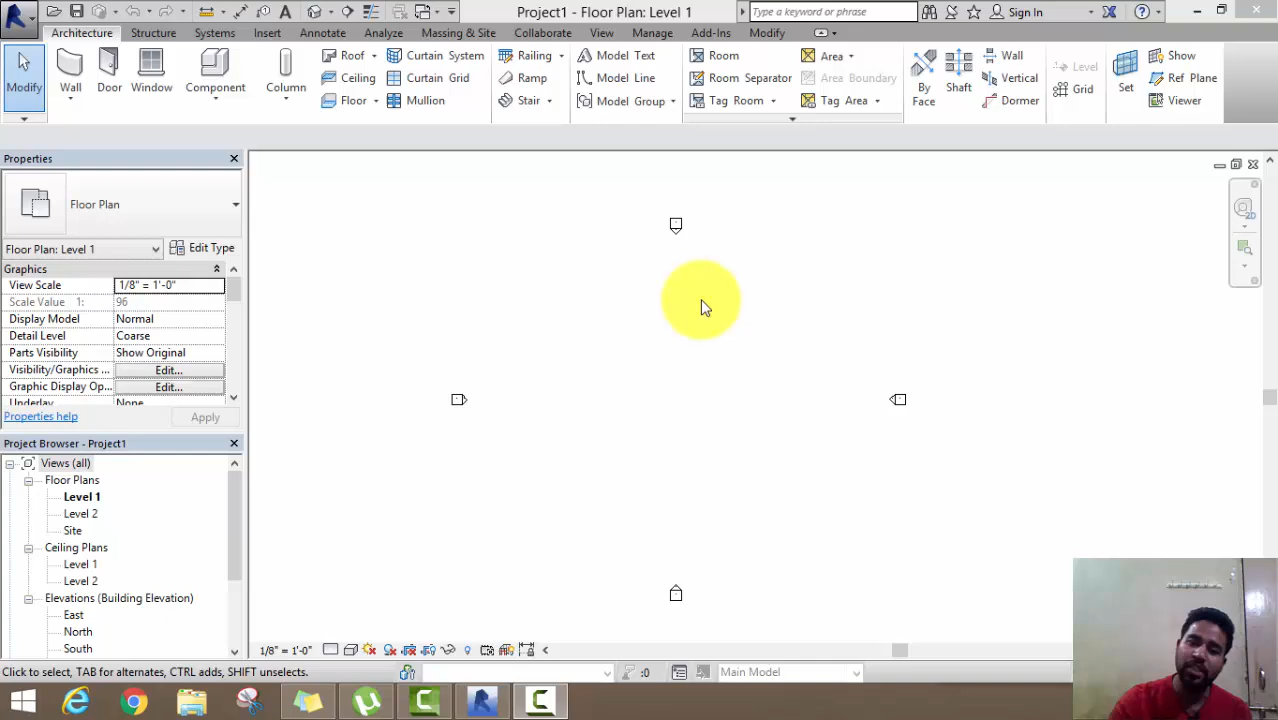 Project1 - Floor Plan: Level 1
Type a keyword or phrase
Sign In
Architecture Structure Systems Insert Annotate Analyze Massing & Site Collaborate View Manage Add-Ins Modify
Modify
Wall
Door
Window
Component
Column
Roof
Ceiling
Floor
Curtain System
Curtain Grid
Mullion
Railing
Ramp
Stair
Model Text
Model Line
Model Group
Room
Room Separator
Tag Room
Area
Area Boundary
Tag Area
By Face
Shaft
Wall
Vertical
Dormer
Level
Grid
Set
Show
Ref Plane
Viewer
Properties
Floor Plan
Floor Plan: Level 1 Edit Type
Graphics
View Scale 1/8" = 1'-0"
Scale Value 1: 96
Display Model Normal
Detail Level Coarse
Parts Visibility Show Original
Visibility/Graphics ... Edit...
Graphic Display Op... Edit...
Underlay None
Properties help Apply
Project Browser - Project1
Views (all)
Floor Plans
Level 1
Level 2
Site
Ceiling Plans
Level 1
Level 2
Elevations (Building Elevation)
East
North
South
2D
1/8" = 1'-0"
Click to select, TAB for alternates, CTRL adds, SHIFT unselects.
:0
Main Model